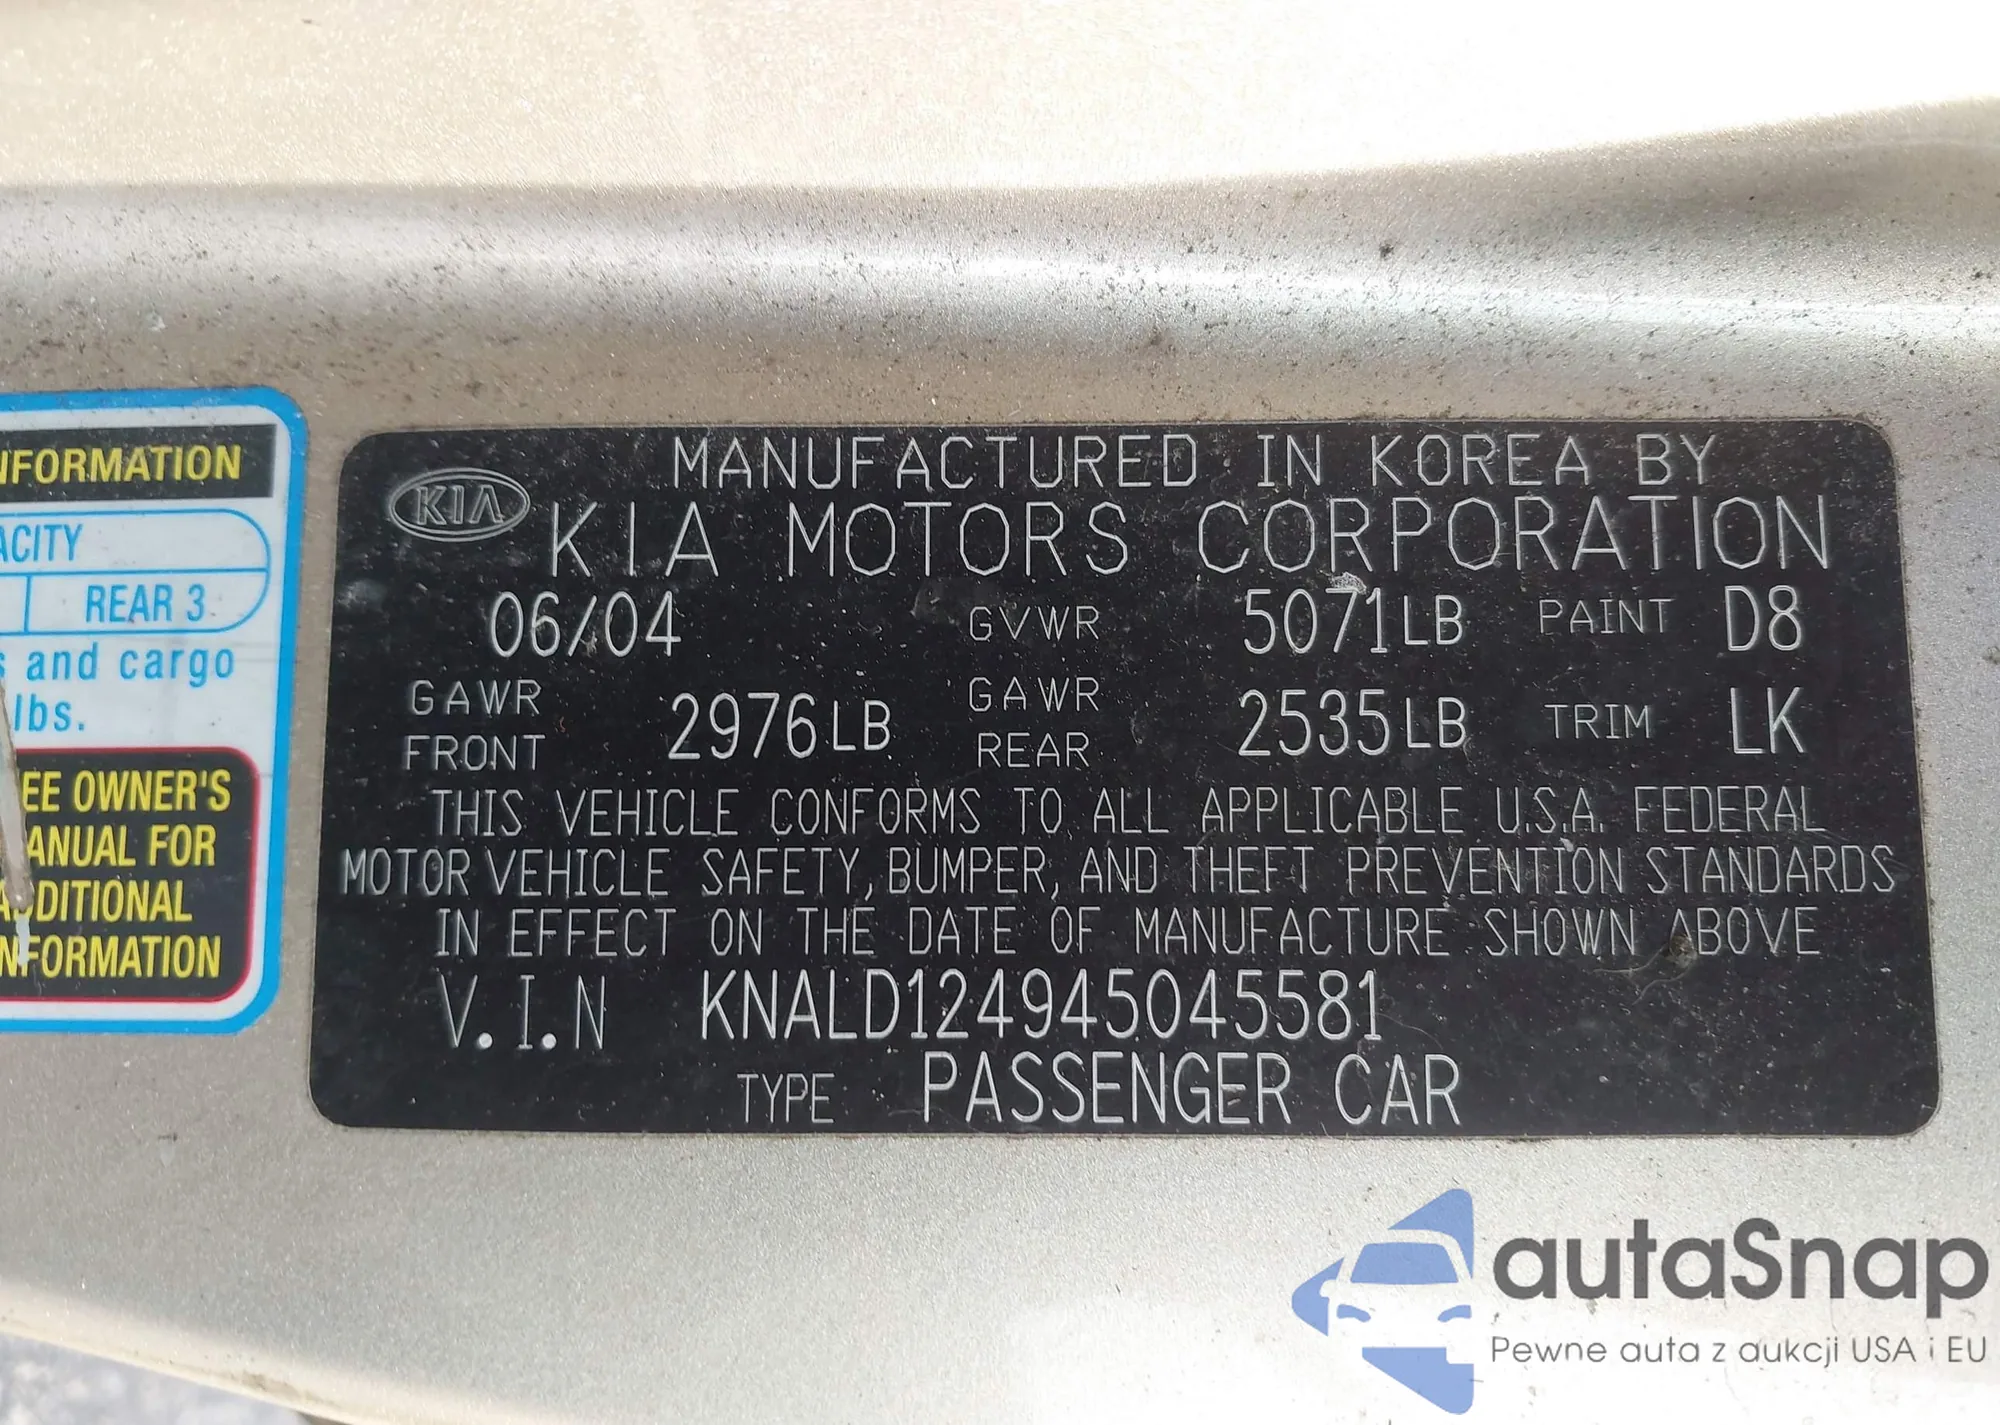 NFORMATION
ACITY
REAR 3
s and cargo
lbs.
EE OWNER'S
ANUAL FOR
ADDITIONAL
NFORMATION
KIA
MANUFACTURED IN KOREA BY
KIA MOTORS CORPORATION
06/04 GVWR 5071LB PAINT D8
GAWR FRONT 2976LB GAWR REAR 2535LB TRIM LK
THIS VEHICLE CONFORMS TO ALL APPLICABLE U.S.A. FEDERAL
MOTOR VEHICLE SAFETY, BUMPER, AND THEFT PREVENTION STANDARDS
IN EFFECT ON THE DATE OF MANUFACTURE SHOWN ABOVE
V.I.N KNALD124945045581
TYPE PASSENGER CAR
autaSnap
Pewne auta z aukcji USA i EU